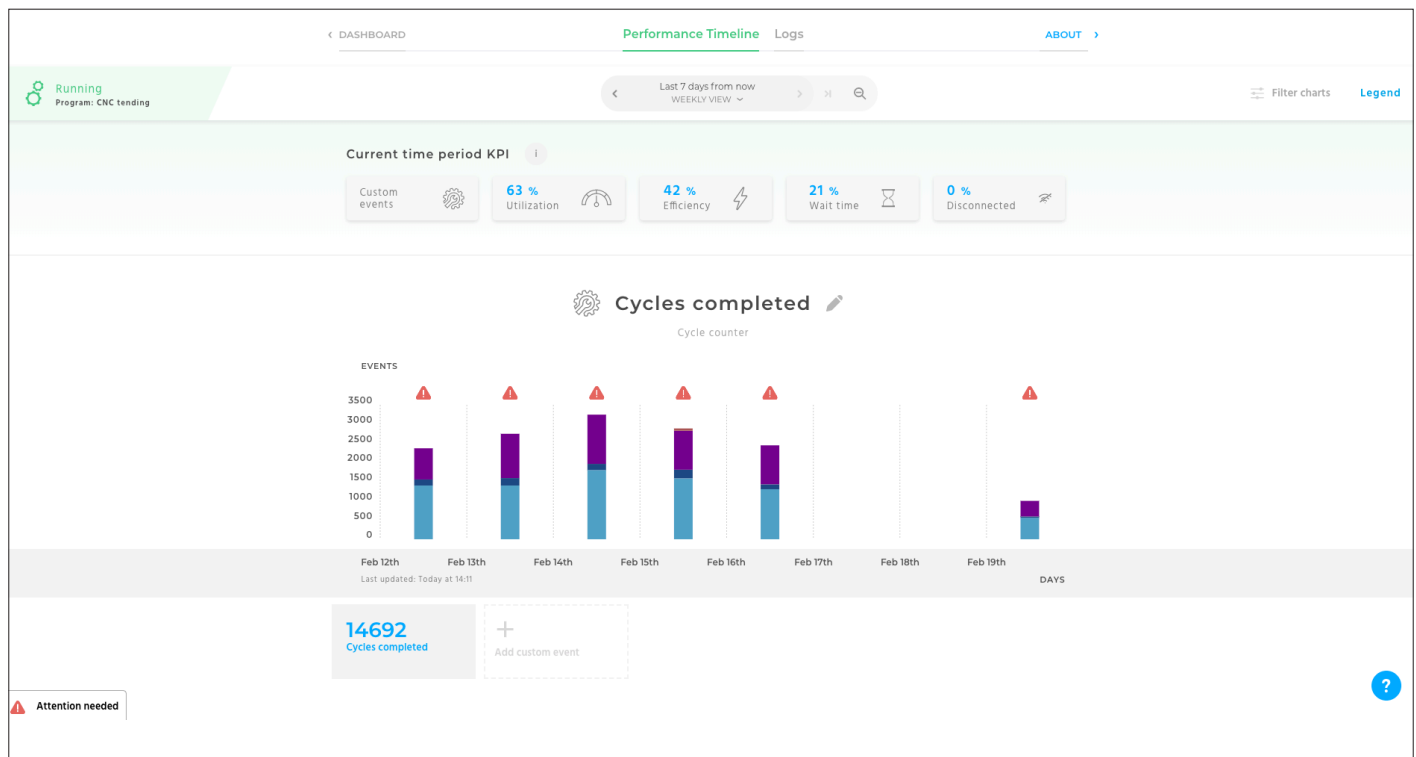 ‹ DASHBOARD
Performance Timeline
Logs
ABOUT ›
Running
Program: CNC tending
Last 7 days from now
WEEKLY VIEW
Filter charts
Legend
Current time period KPI
i
Custom events
63 %
Utilization
42 %
Efficiency
21 %
Wait time
0 %
Disconnected
Cycles completed
Cycle counter
EVENTS
3500
3000
2500
2000
1500
1000
500
0
Feb 12th
Feb 13th
Feb 14th
Feb 15th
Feb 16th
Feb 17th
Feb 18th
Feb 19th
Last updated: Today at 14:11
DAYS
14692
Cycles completed
+
Add custom event
?
Attention needed